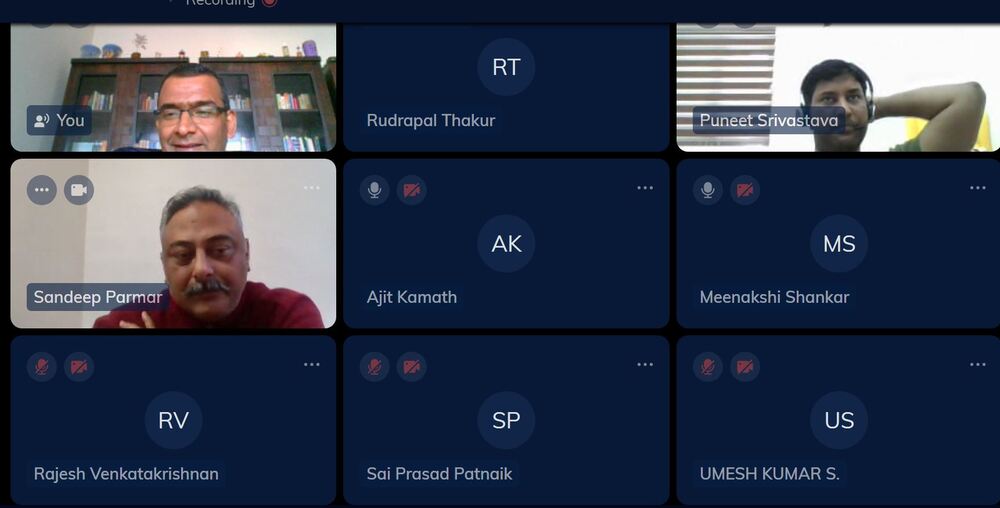 Recording
You
RT
Rudrapal Thakur
Puneet Srivastava
Sandeep Parmar
AK
Ajit Kamath
MS
Meenakshi Shankar
RV
Rajesh Venkatakrishnan
SP
Sai Prasad Patnaik
US
UMESH KUMAR S.